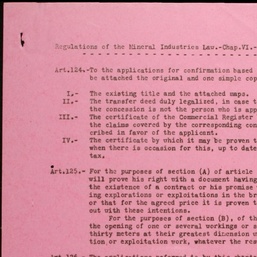 Regulations of the Mineral Industries Law.-Chap.VI.-
Art.124.-To the applications for confirmation based
be attached the original and one simple cop
I.- The existing title and the attached maps.
II.- The transfer deed duly legalized, in case t
the concession is not the person who is app
III.- The certificate of the Commercial Register
the claims covered by the corresponding con
cribed in favor of the applicant.
IV.- The certificate by which it may be proven t
when there is occasion for this, up to date
tax.
Art.125.- For the purposes of section (A) of article
will prove his right with a document having
the existence of a contract or his promise
ing explorations or exploitations in the br
or that for the agreed price it is proven t
out with these intentions.
For the purposes of section (B), of th
the opening of one or several workings or s
thirty meters at their greatest dimension
tion or exploitation work, whatever the